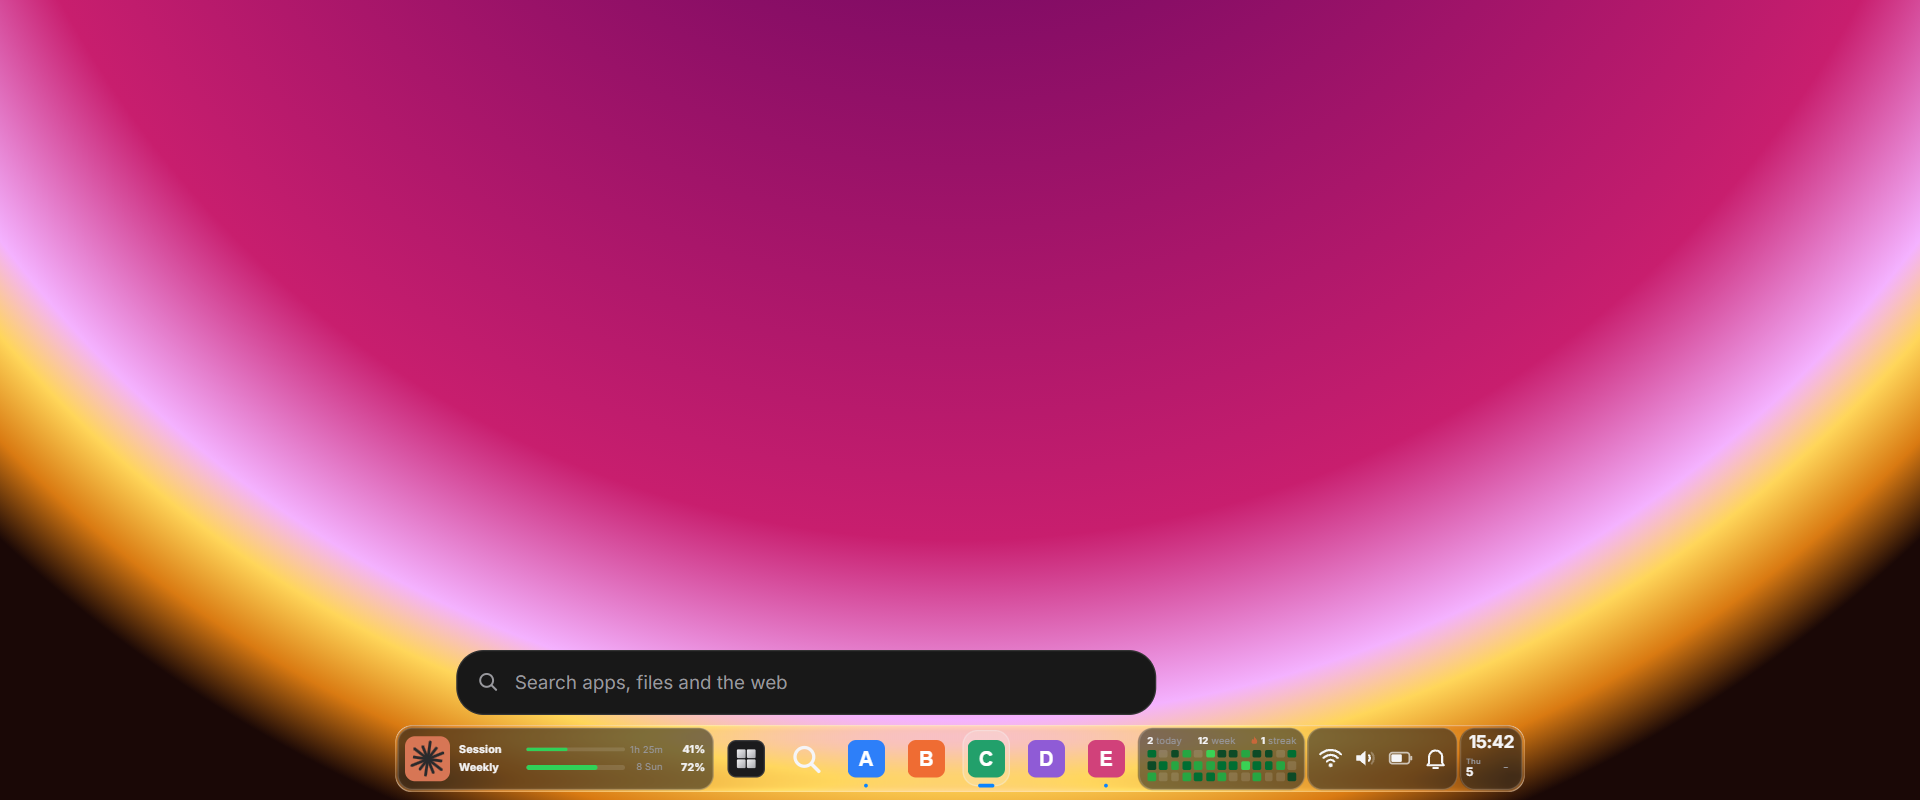 Search apps, files and the web
Session 1h 25m 41%
Weekly 8 Sun 72%
A B C D E
2 today 12 week 1 streak
15:42
Thu
5